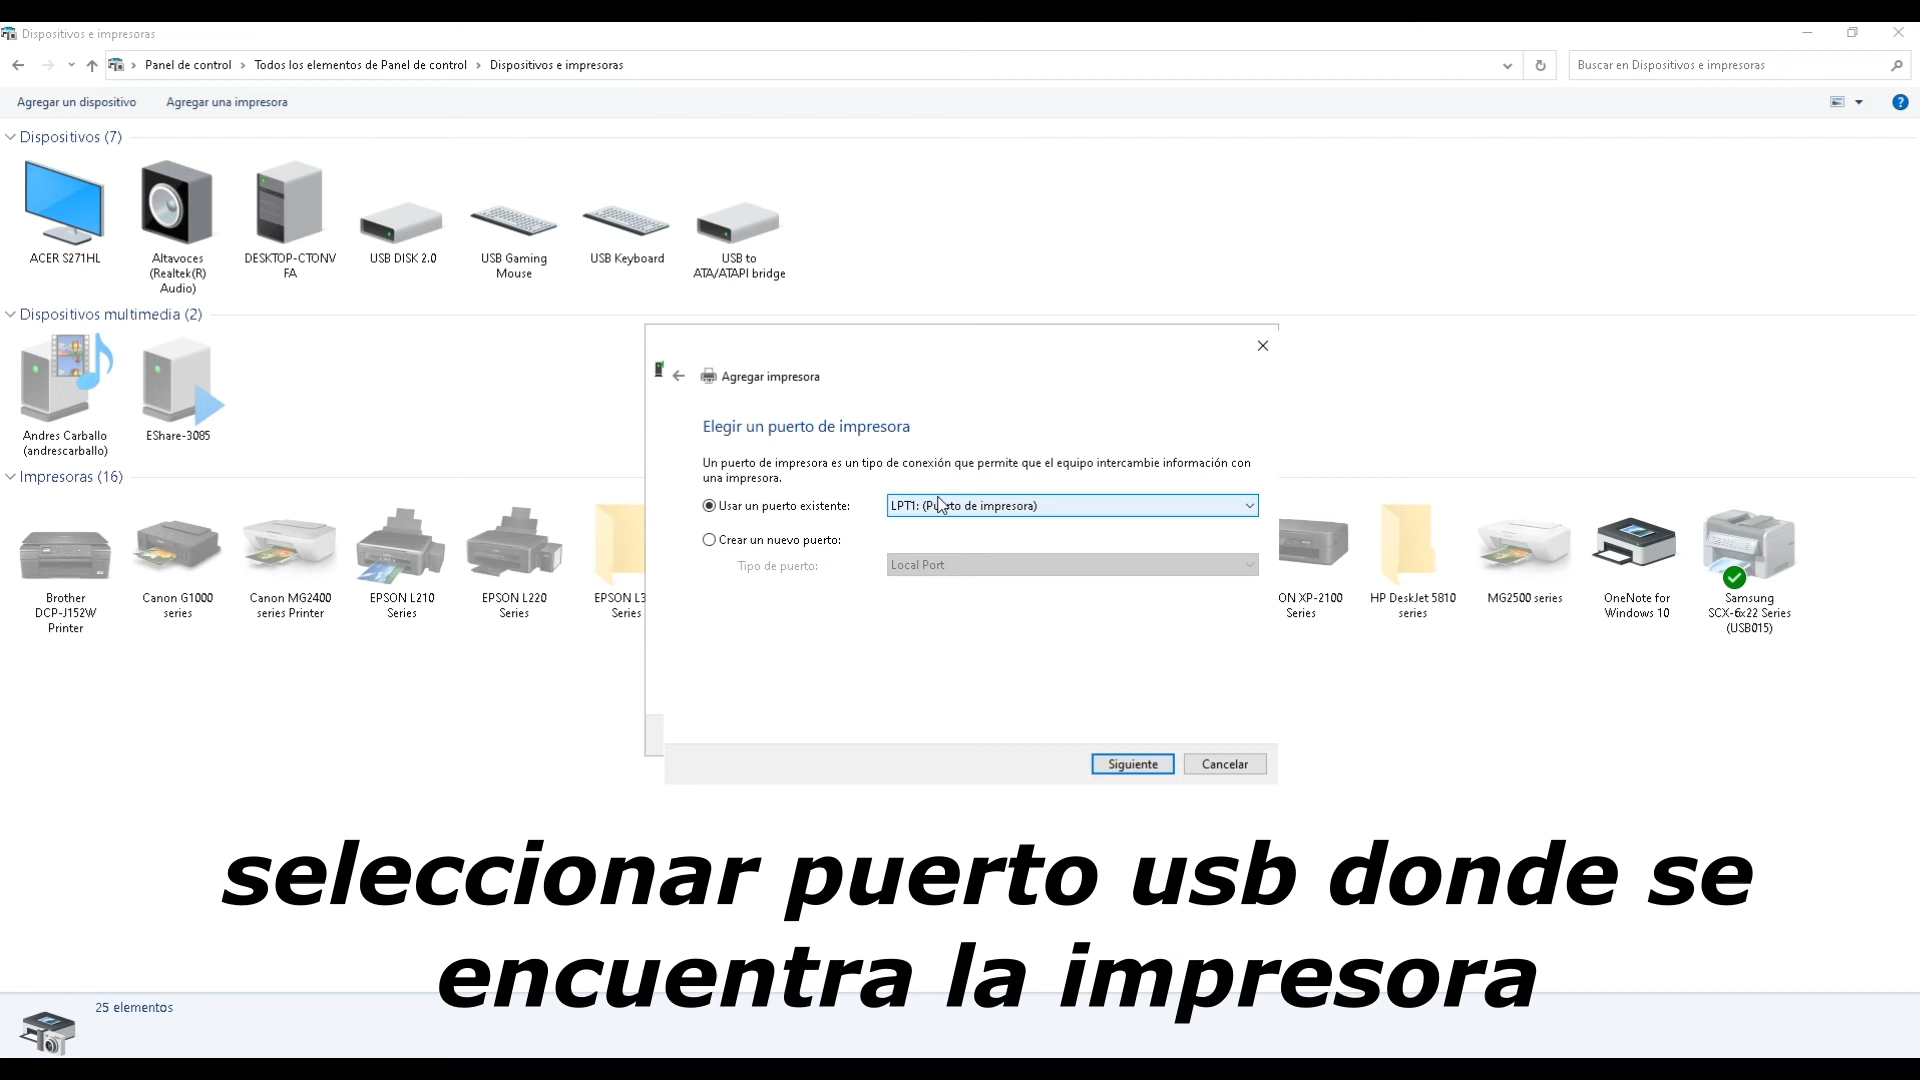 Dispositivos e impresoras
Panel de control > Todos los elementos de Panel de control > Dispositivos e impresoras
Buscar en Dispositivos e impresoras
Agregar un dispositivo Agregar una impresora
Dispositivos (7)
ACER S271HL
Altavoces
(Realtek(R)
Audio)
DESKTOP-CTONV
FA
USB DISK 2.0
USB Gaming
Mouse
USB Keyboard
USB to
ATA/ATAPI bridge
Dispositivos multimedia (2)
Andres Carballo
(andrescarballo)
EShare-3085
Impresoras (16)
Brother
DCP-J152W
Printer
Canon G1000
series
Canon MG2400
series Printer
EPSON L210
Series
EPSON L220
Series
EPSON L3
Series
ON XP-2100
Series
HP DeskJet 5810
series
MG2500 series
OneNote for
Windows 10
Samsung
SCX-6x22 Series
(USB015)
Agregar impresora
Elegir un puerto de impresora
Un puerto de impresora es un tipo de conexión que permite que el equipo intercambie información con
una impresora.
Usar un puerto existente: LPT1: (Puerto de impresora)
Crear un nuevo puerto:
Tipo de puerto: Local Port
Siguiente Cancelar
seleccionar puerto usb donde se
encuentra la impresora
25 elementos